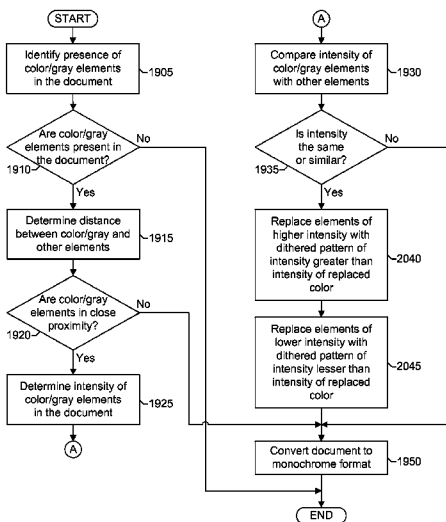 START
Identify presence of
color/gray elements
in the document
1905
Are color/gray
elements present in
the document?
No
1910
Yes
Determine distance
between color/gray and
other elements
1915
Are color/gray
elements in close
proximity?
No
1920
Yes
Determine intensity of
color/gray elements
in the document
1925
A
A
Compare intensity of
color/gray elements
with other elements
1930
Is intensity
the same
or similar?
No
1935
Yes
Replace elements of
higher intensity with
dithered pattern of
intensity greater than
intensity of replaced
color
2040
Replace elements of
lower intensity with
dithered pattern of
intensity lesser than
intensity of replaced
color
2045
Convert document to
monochrome format
1950
END